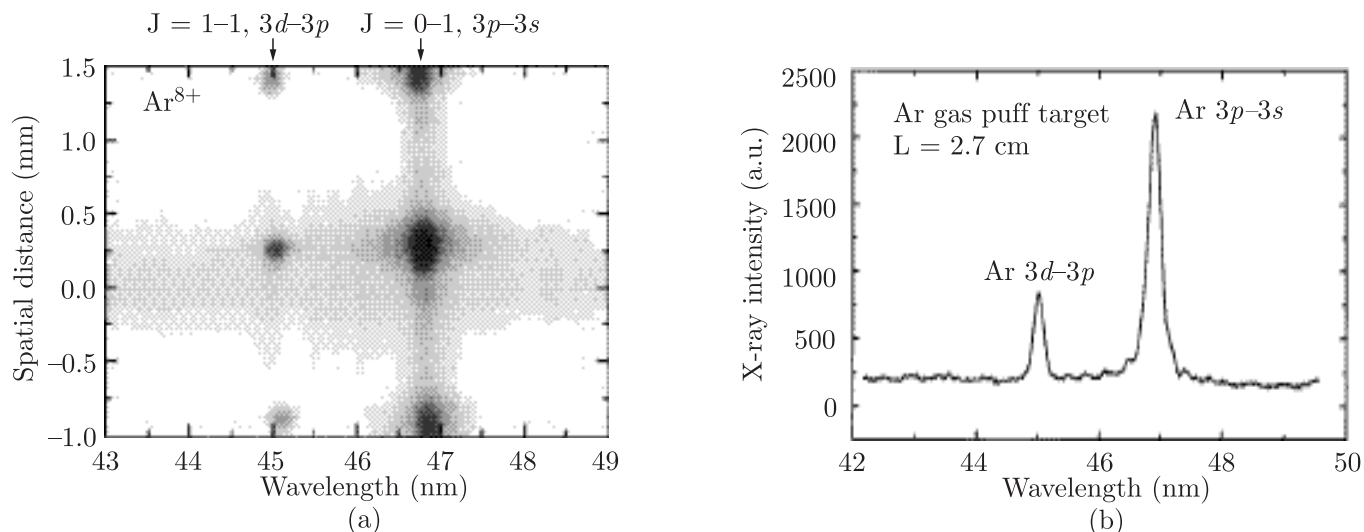 J = 1–1, 3d–3p J = 0–1, 3p–3s
Ar8+
Spatial distance (mm)
1.5
1.0
0.5
0.0
–0.5
–1.0
43 44 45 46 47 48 49
Wavelength (nm)
(a)
X-ray intensity (a.u.)
2500
2000
1500
1000
500
0
Ar gas puff target
L = 2.7 cm
Ar 3p–3s
Ar 3d–3p
42 44 46 48 50
Wavelength (nm)
(b)